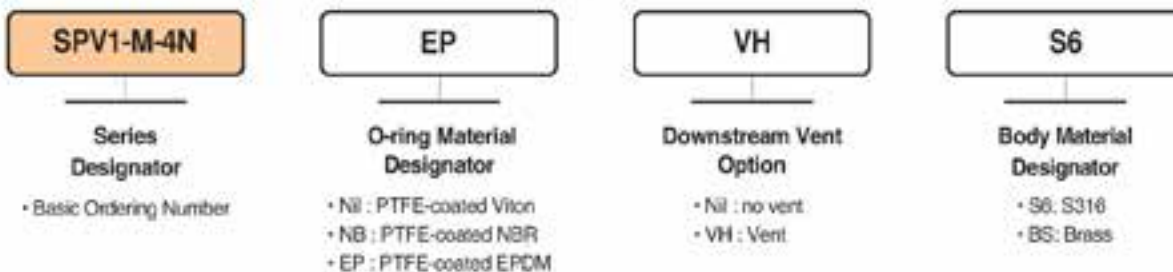 SPV1-M-4N
EP
VH
S6
Series
Designator
• Basic Ordering Number
O-ring Material
Designator
• Nil : PTFE-coated Viton
• NB : PTFE-coated NBR
• EP : PTFE-coated EPDM
Downstream Vent
Option
• Nil : no vent
• VH : Vent
Body Material
Designator
• S6: S316
• BS: Brass